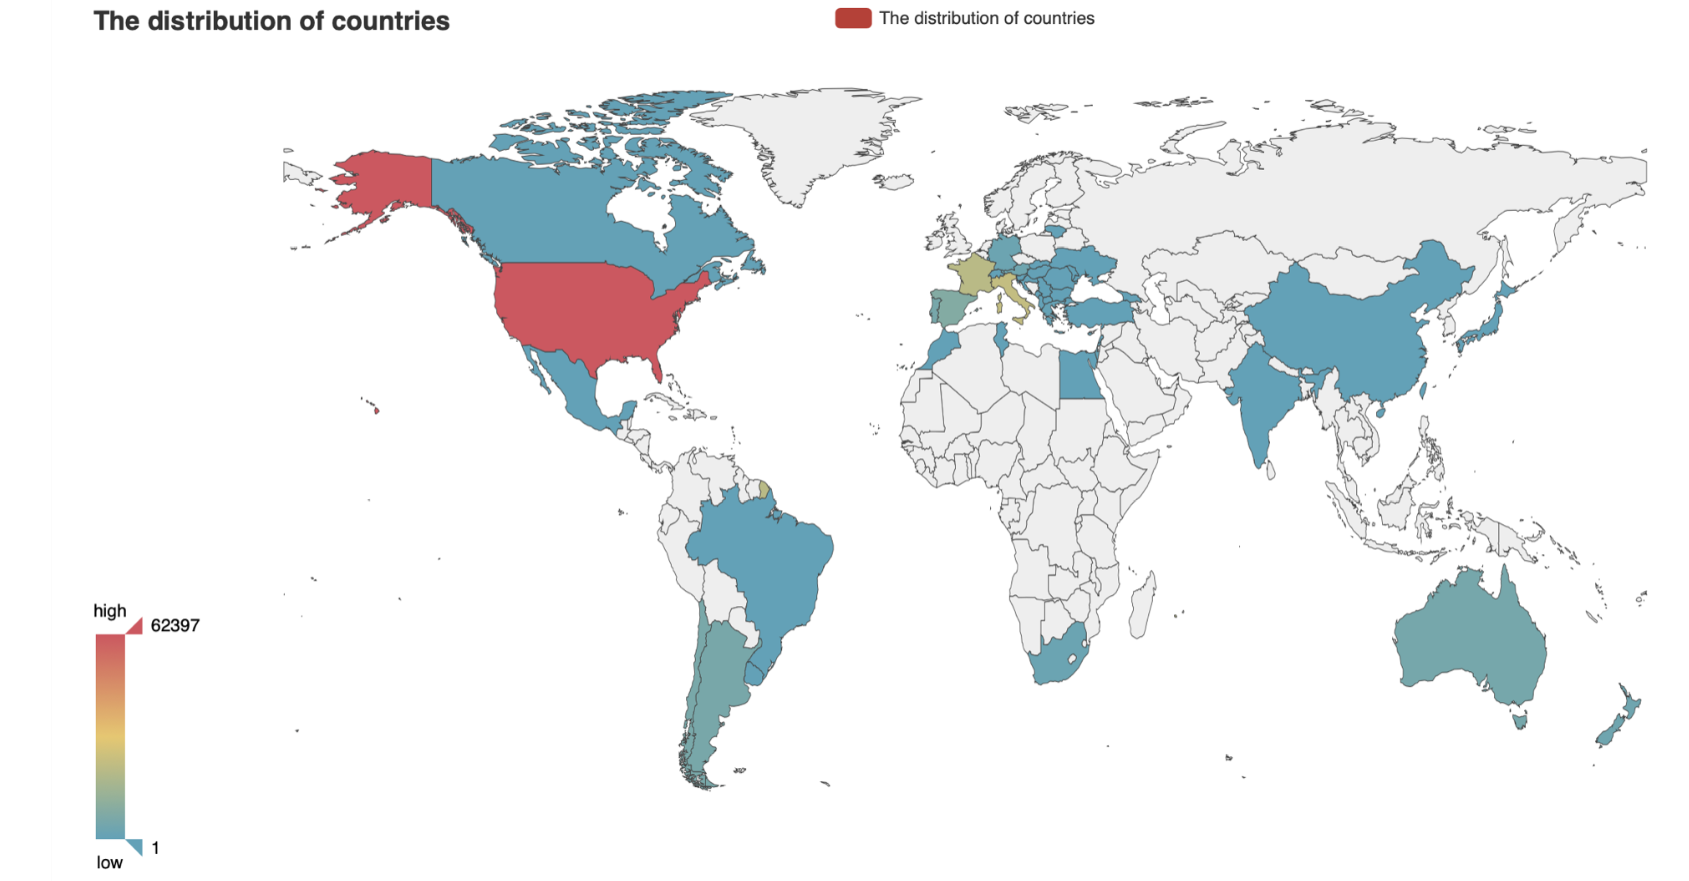 The distribution of countries
The distribution of countries
high
62397
1
low